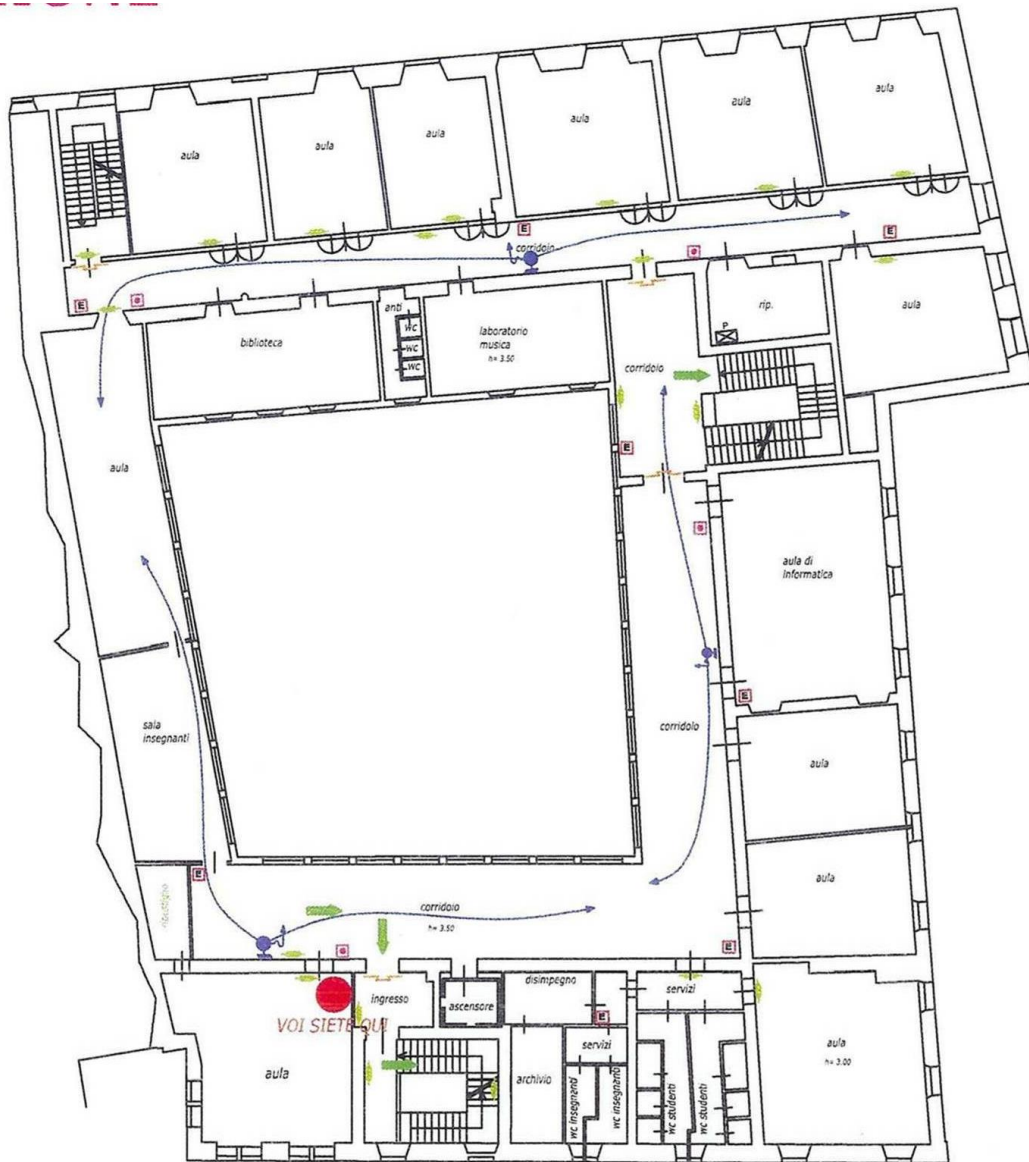 aula
aula
aula
aula
aula
aula
corridoio
E
E
E
biblioteca
anti
wc
wc
wc
laboratorio
musica
h= 3.50
rip.
P
aula
corridoio
E
aula
aula di
informatica
E
sala
insegnanti
corridoio
aula
aula
E
corridoio
h= 3.50
E
VOI SIETE QUI
ingresso
ascensore
disimpegno
E
servizi
servizi
aula
archivio
wc insegnanti
wc insegnanti
wc studenti
wc studenti
aula
h= 3.00